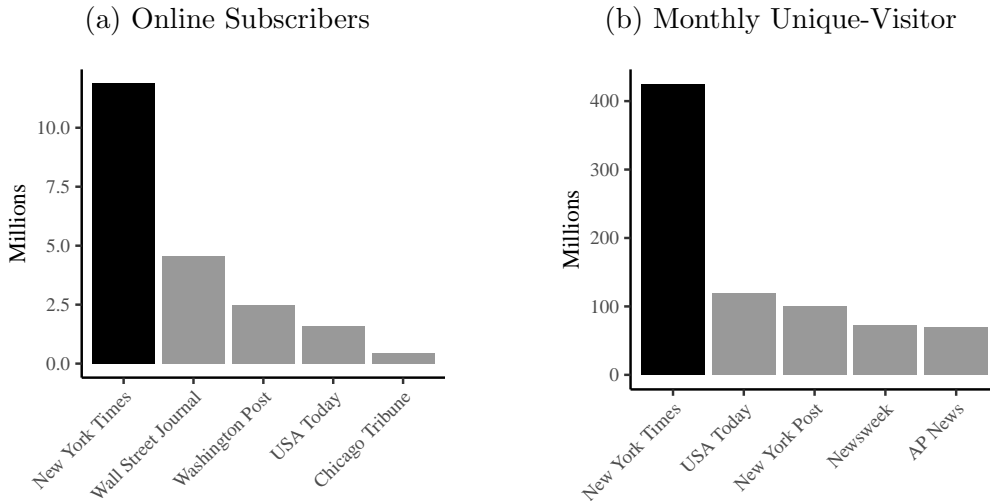 (a) Online Subscribers
Millions
10.0
7.5
5.0
2.5
0.0
New York Times
Wall Street Journal
Washington Post
USA Today
Chicago Tribune
(b) Monthly Unique-Visitor
Millions
400
300
200
100
0
New York Times
USA Today
New York Post
Newsweek
AP News